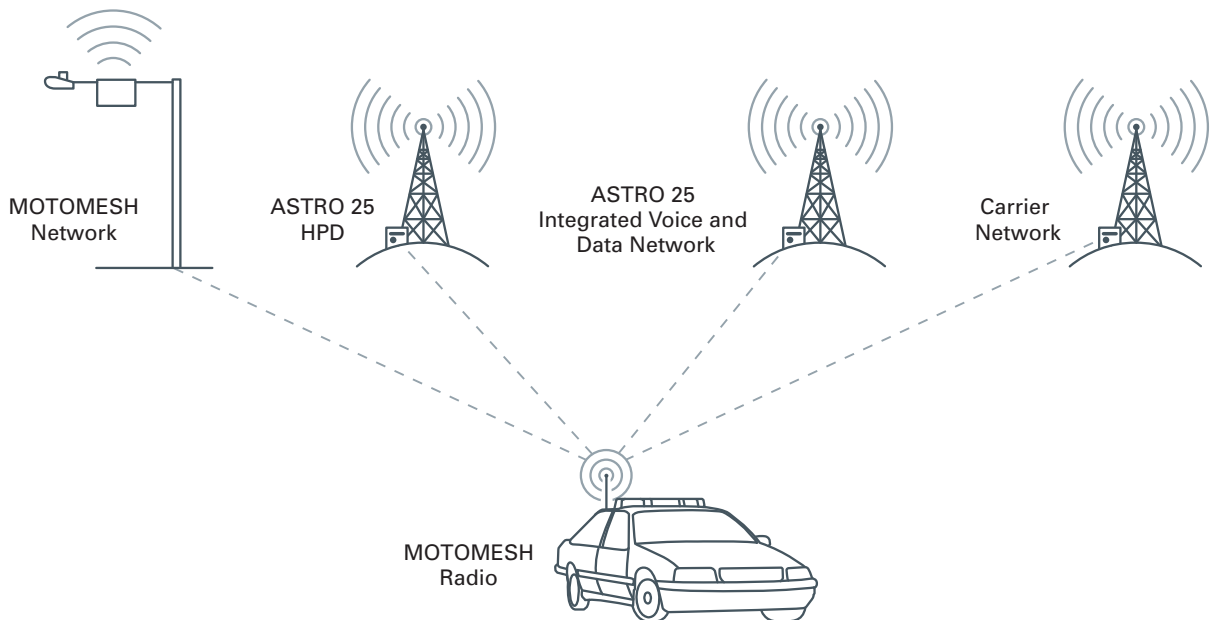 MOTOMESH
Network
ASTRO 25
HPD
ASTRO 25
Integrated Voice and
Data Network
Carrier
Network
MOTOMESH
Radio